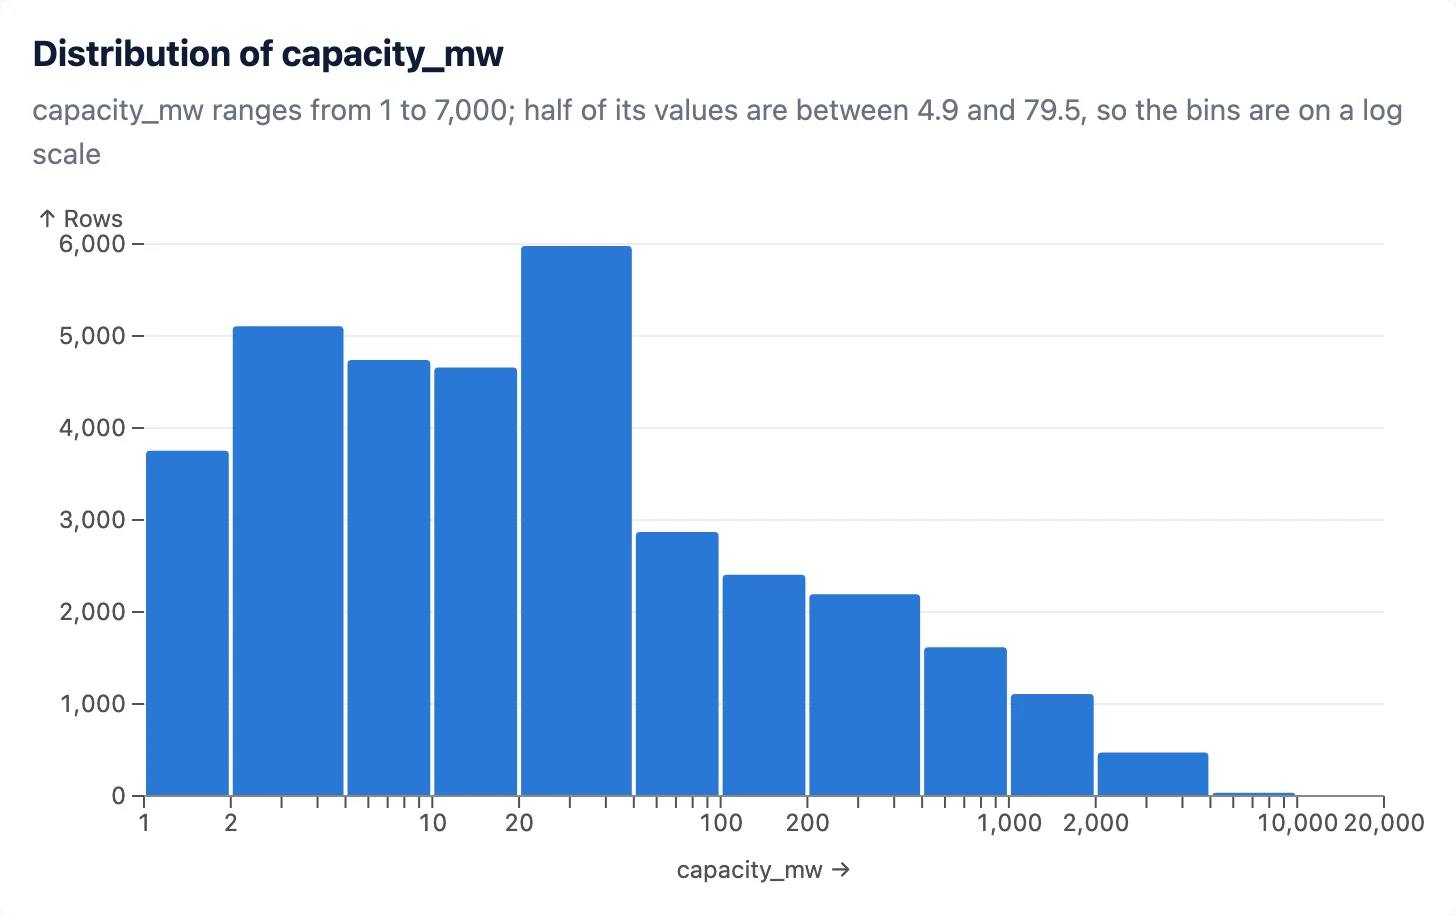 Distribution of capacity_mw
capacity_mw ranges from 1 to 7,000; half of its values are between 4.9 and 79.5, so the bins are on a log
scale
↑ Rows
6,000
5,000
4,000
3,000
2,000
1,000
0
1 2 10 20 100 200 1,000 2,000 10,000 20,000
capacity_mw →